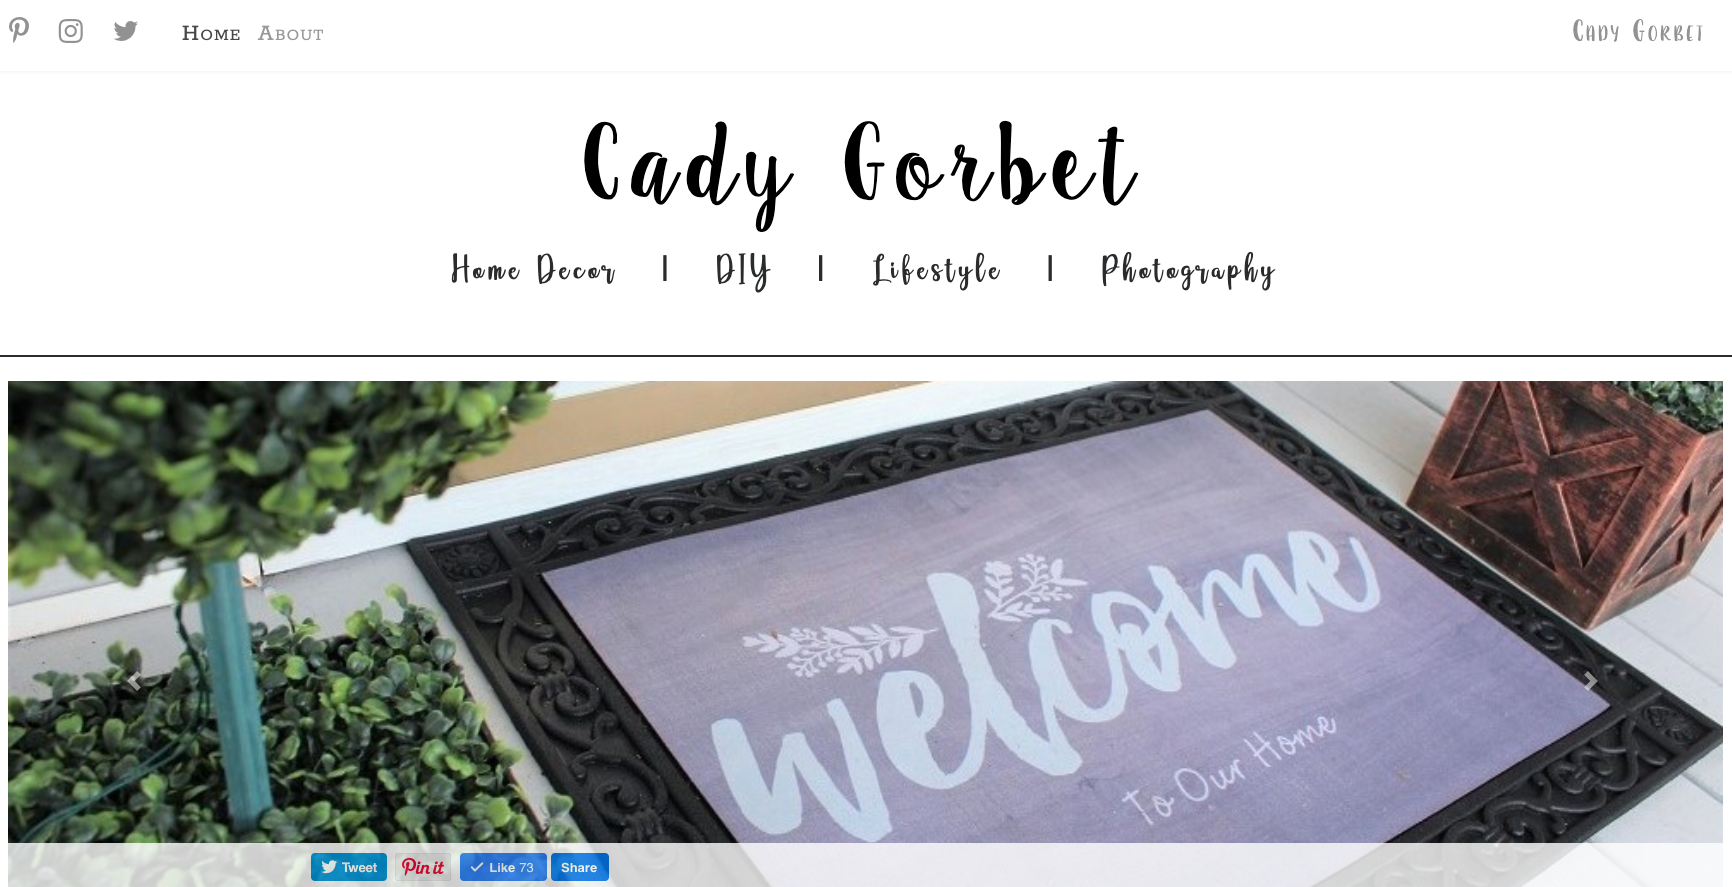 Home About
Cady Gorbet
Cady Gorbet
Home Decor | DIY | Lifestyle | Photography
welcome
To Our Home
Tweet Pin it Like 73 Share